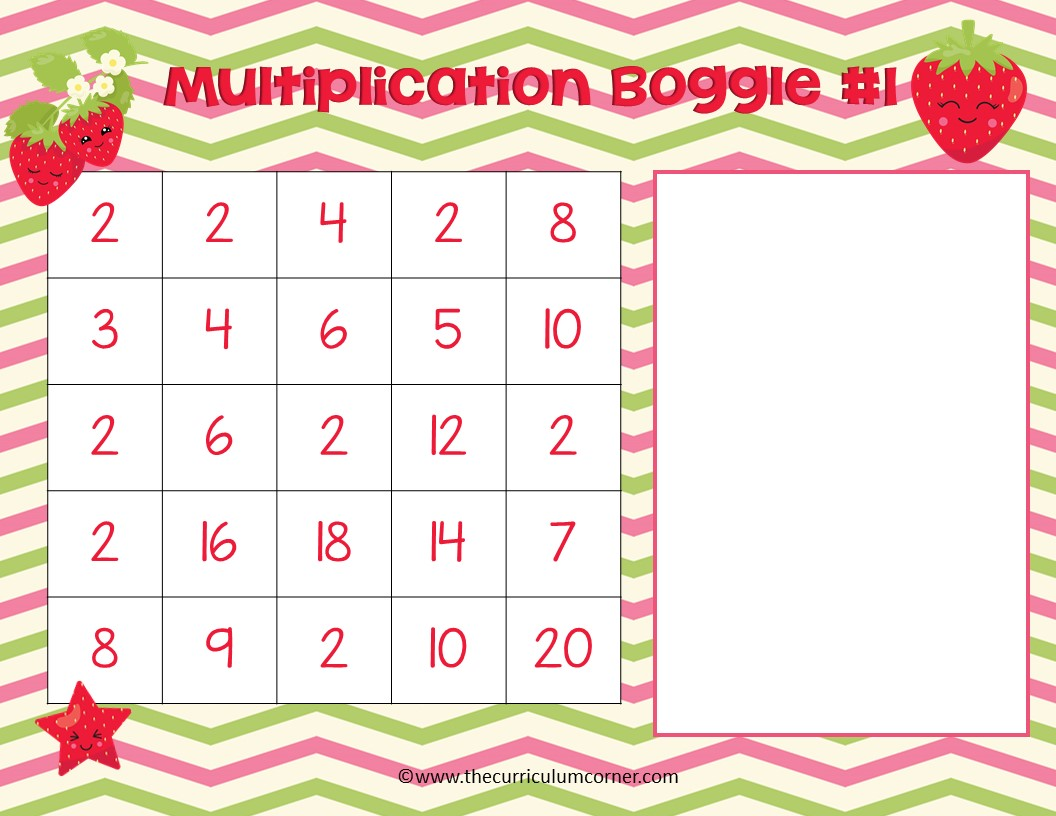 Multiplication Boggle #1
2 2 4 2 8
3 4 6 5 10
2 6 2 12 2
2 16 18 14 7
8 9 2 10 20
©www.thecurriculumcorner.com